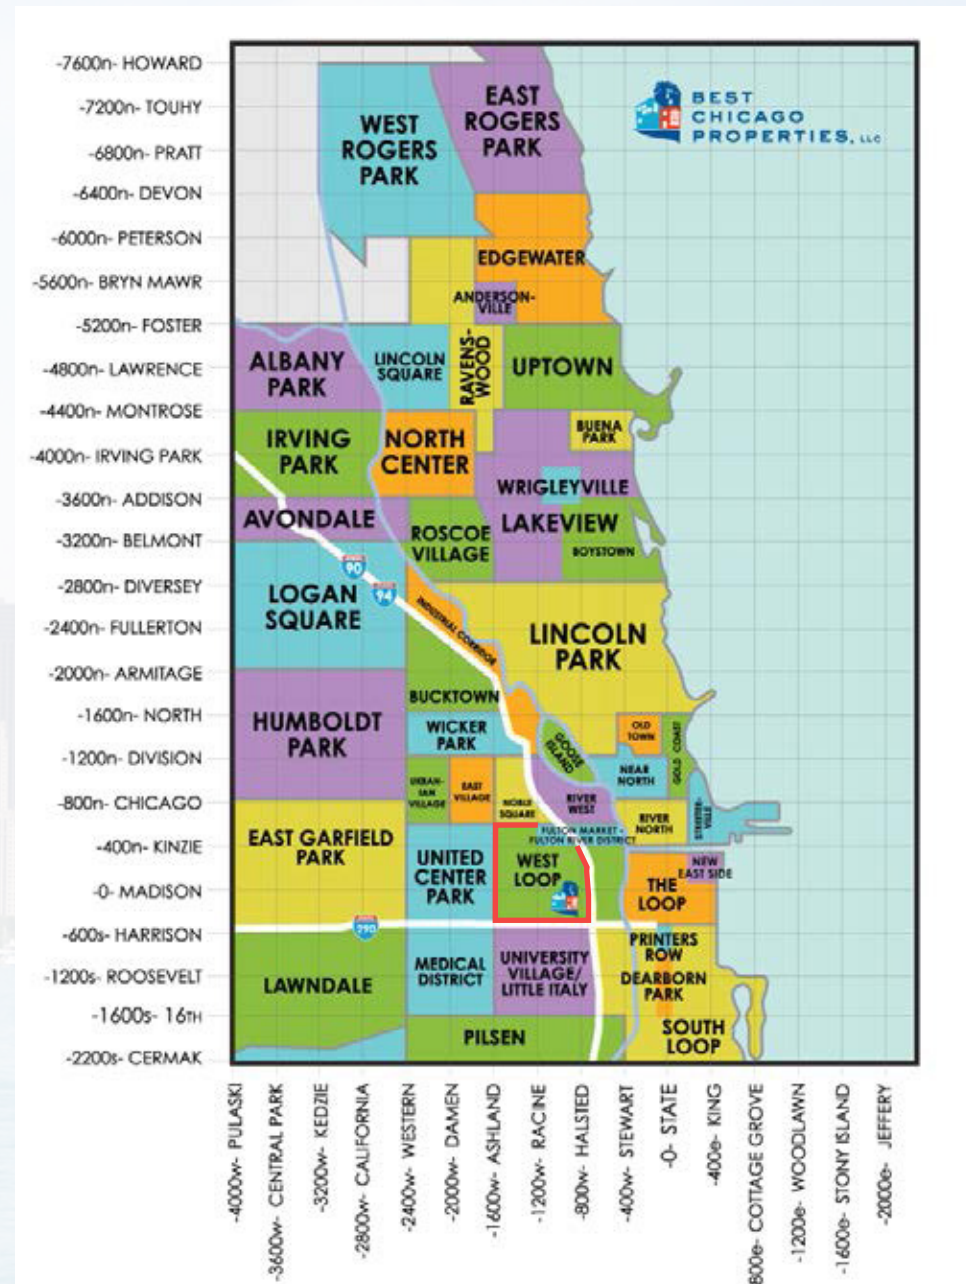 -7600n- HOWARD
-7200n- TOUHY
-6800n- PRATT
-6400n- DEVON
-6000n- PETERSON
-5600n- BRYN MAWR
-5200n- FOSTER
-4800n- LAWRENCE
-4400n- MONTROSE
-4000n- IRVING PARK
-3600n- ADDISON
-3200n- BELMONT
-2800n- DIVERSEY
-2400n- FULLERTON
-2000n- ARMITAGE
-1600n- NORTH
-1200n- DIVISION
-800n- CHICAGO
-400n- KINZIE
-0- MADISON
-600s- HARRISON
-1200s- ROOSEVELT
-1600s- 16TH
-2200s- CERMAK
BEST
CHICAGO
PROPERTIES, LLC
WEST
ROGERS
PARK
EAST
ROGERS
PARK
EDGEWATER
ANDERSON-
VILLE
ALBANY
PARK
LINCOLN
SQUARE
RAVENS-
WOOD
UPTOWN
IRVING
PARK
NORTH
CENTER
BUENA
PARK
WRIGLEYVILLE
AVONDALE
ROSCOE
VILLAGE
LAKEVIEW
BOYSTOWN
90
94
LOGAN
SQUARE
INDUSTRIAL CORRIDOR
LINCOLN
PARK
BUCKTOWN
HUMBOLDT
PARK
WICKER
PARK
GOOSE
ISLAND
OLD
TOWN
GOLD COAST
NEAR
NORTH
UKRAN-
IAN
VILLAGE
EAST
VILLAGE
NOBLE
SQUARE
RIVER
WEST
RIVER
NORTH
STREETER-
VILLE
EAST GARFIELD
PARK
UNITED
CENTER
PARK
FULTON MARKET -
FULTON RIVER DISTRICT
WEST
LOOP
THE
LOOP
NEW
EAST SIDE
290
LAWNDALE
MEDICAL
DISTRICT
UNIVERSITY
VILLAGE/
LITTLE ITALY
PRINTERS
ROW
DEARBORN
PARK
PILSEN
SOUTH
LOOP
-4000w- PULASKI
-3600w- CENTRAL PARK
-3200w- KEDZIE
-2800w- CALIFORNIA
-2400w- WESTERN
-2000w- DAMEN
-1600w- ASHLAND
-1200w- RACINE
-800w- HALSTED
-400w- STEWART
-0- STATE
-400e- KING
800e- COTTAGE GROVE
-1200e- WOODLAWN
-1600e- STONY ISLAND
-2000e- JEFFERY